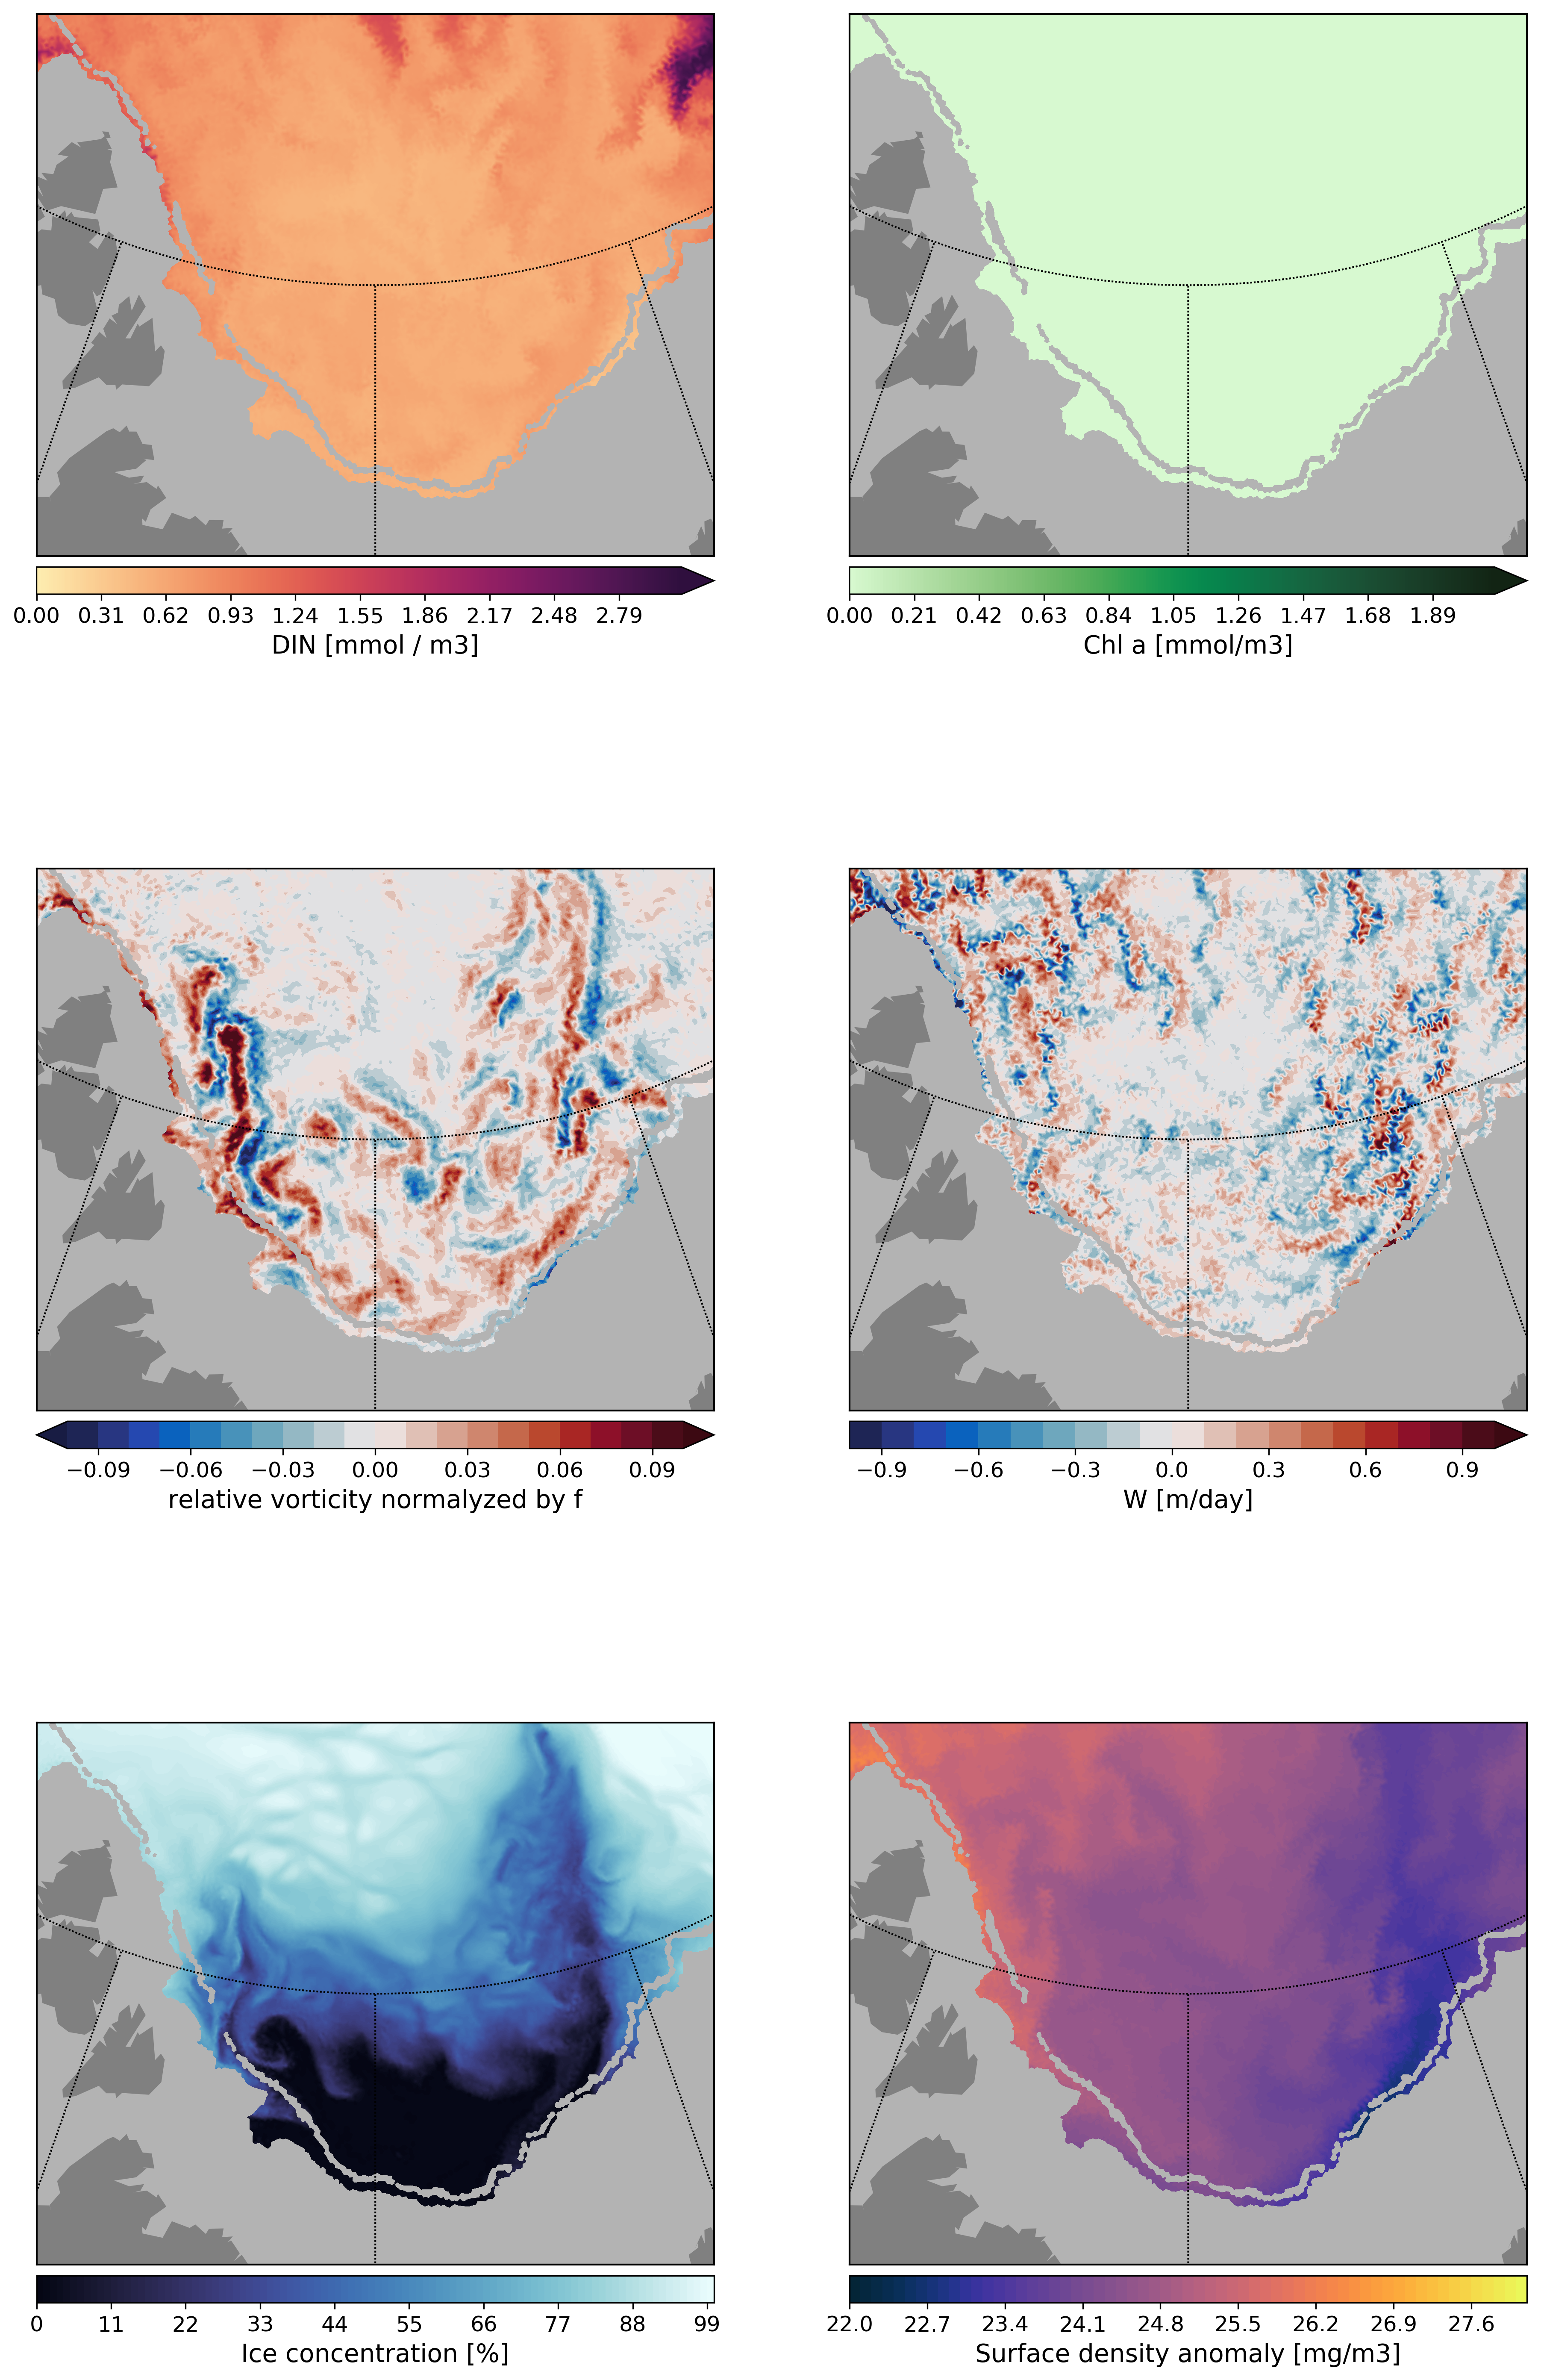 0.00 0.31 0.62 0.93 1.24 1.55 1.86 2.17 2.48 2.79
DIN [mmol / m3]
0.00 0.21 0.42 0.63 0.84 1.05 1.26 1.47 1.68 1.89
Chl a [mmol/m3]
−0.09 −0.06 −0.03 0.00 0.03 0.06 0.09
relative vorticity normalyzed by f
−0.9 −0.6 −0.3 0.0 0.3 0.6 0.9
W [m/day]
0 11 22 33 44 55 66 77 88 99
Ice concentration [%]
22.0 22.7 23.4 24.1 24.8 25.5 26.2 26.9 27.6
Surface density anomaly [mg/m3]